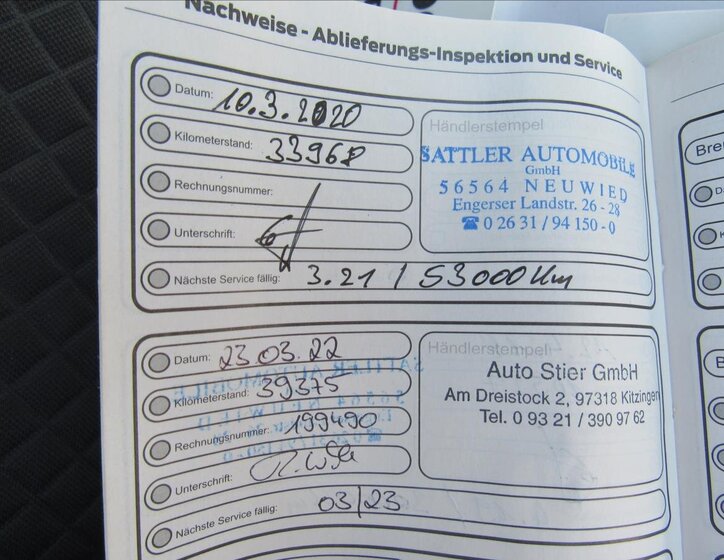 Nachweise - Ablieferungs-Inspektion und Service
Datum: 10.3.2020
Kilometerstand: 33968
Rechnungsnummer:
Unterschrift:
Nächste Service fällig: 3.21 / 53000 Km
Händlerstempel
SATTLER AUTOMOBILE
GmbH
56564 NEUWIED
Engerser Landstr. 26 - 28
☎ 0 26 31 / 94 150 - 0
Datum: 23.03.22
Kilometerstand: 39375
Rechnungsnummer: 199490
Unterschrift:
Nächste Service fällig: 03/23
Händlerstempel
Auto Stier GmbH
Am Dreistock 2, 97318 Kitzingen
Tel. 0 93 21 / 390 97 62
Bre